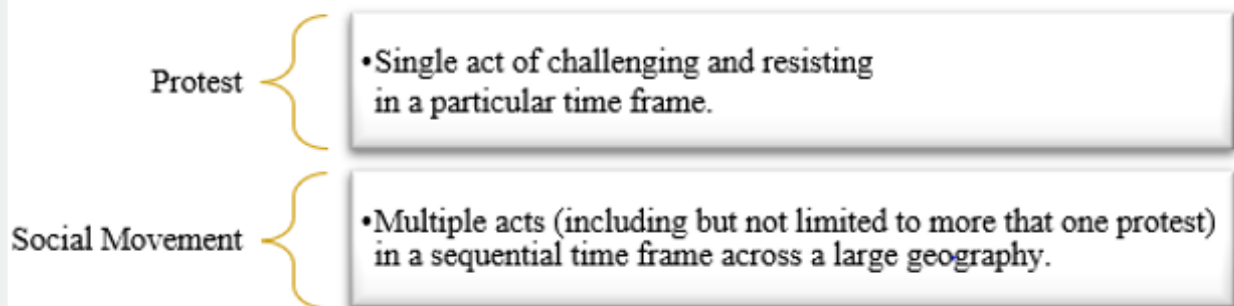 Protest
•Single act of challenging and resisting
in a particular time frame.
Social Movement
•Multiple acts (including but not limited to more that one protest)
in a sequential time frame across a large geography.